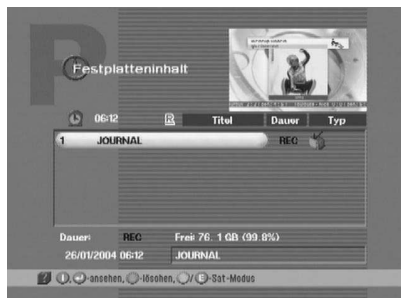 P
Festplatteninhalt
06:12 R Titel Dauer Typ
1 JOURNAL REC
Dauer: REC Frei: 76. 1 GB (99.8%)
26/01/2004 06:12 JOURNAL
-ansehen, -löschen, / -Sat-Modus